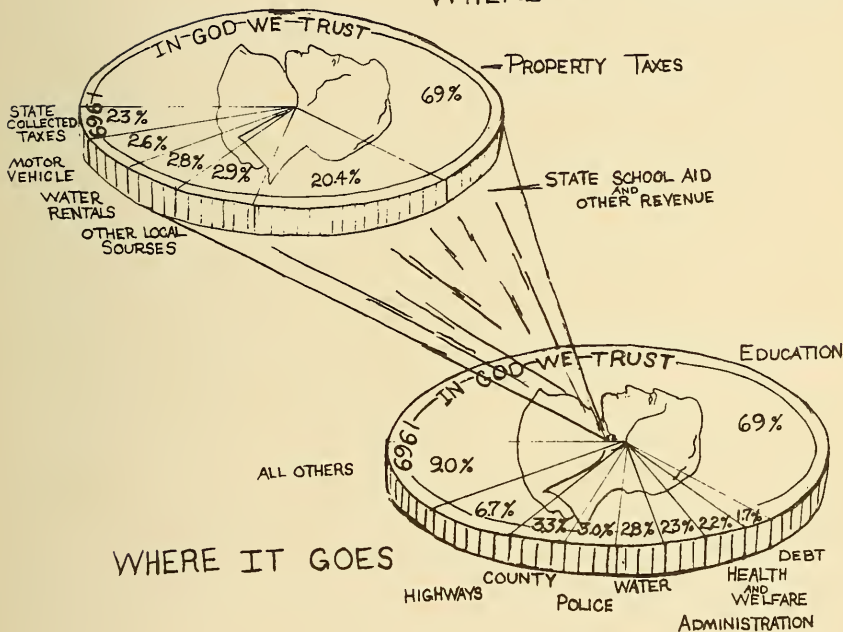 WHERE
IN GOD WE TRUST
1969
PROPERTY TAXES
69%
STATE
COLLECTED
TAXES
2.3%
MOTOR
VEHICLE
2.6%
WATER
RENTALS
2.8%
OTHER LOCAL
SOURSES
2.9%
20.4%
STATE SCHOOL AID
AND
OTHER REVENUE
IN GOD WE TRUST
1969
EDUCATION
69%
ALL OTHERS
9.0%
6.7%
3.3%
3.0%
2.8%
2.3%
2.2%
1.7%
WHERE IT GOES
HIGHWAYS
COUNTY
POLICE
WATER
DEBT
HEALTH
AND
WELFARE
ADMINISTRATION